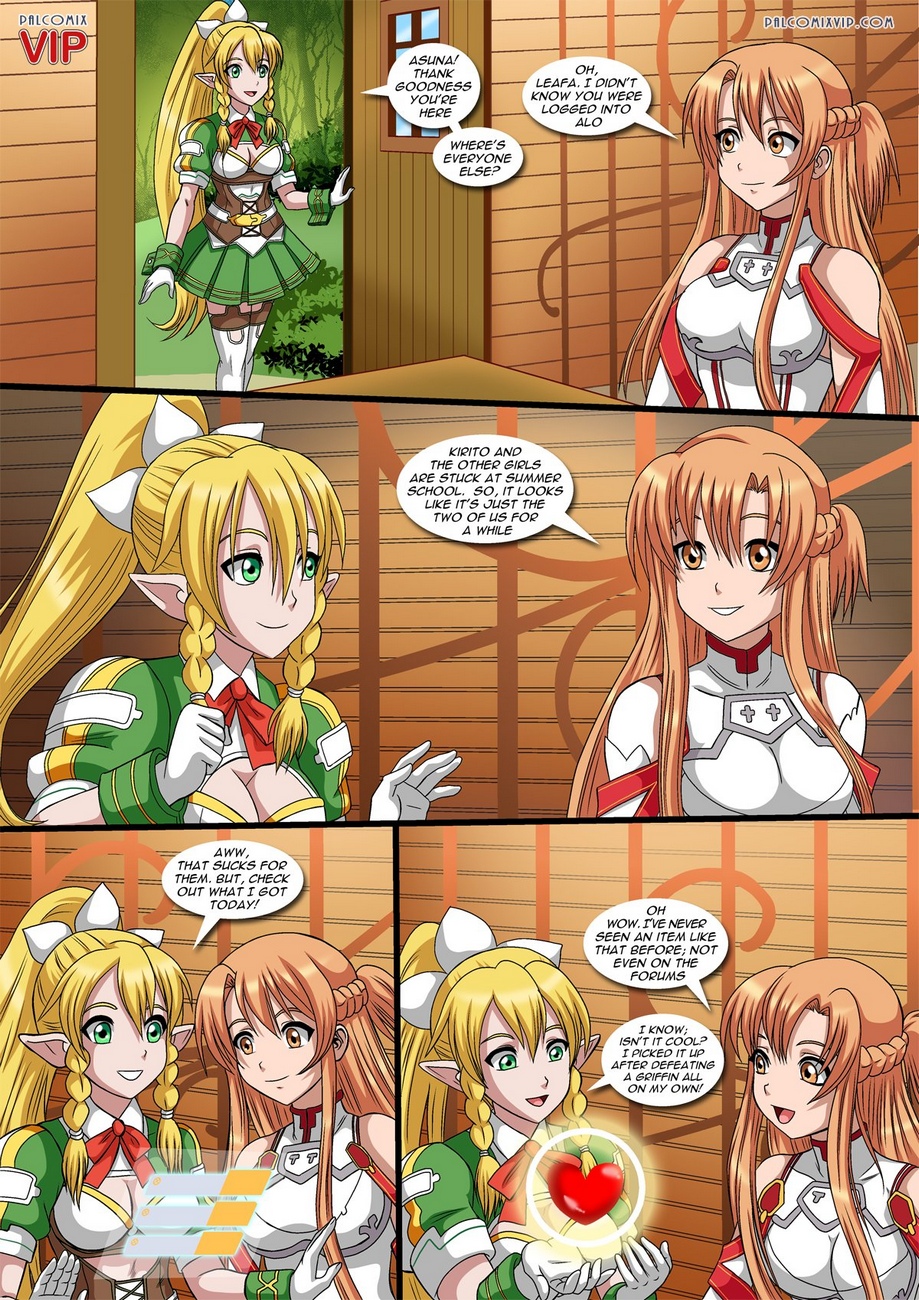 PALCOMIX
VIP
PALCOMIXVIP.COM
ASUNA!
THANK
GOODNESS
YOU'RE
HERE
WHERE'S
EVERYONE
ELSE?
OH,
LEAFA. I DIDN'T
KNOW YOU WERE
LOGGED INTO
ALO
KIRITO AND
THE OTHER GIRLS
ARE STUCK AT SUMMER
SCHOOL. SO, IT LOOKS
LIKE IT'S JUST THE
TWO OF US FOR
A WHILE
AWW,
THAT SUCKS FOR
THEM. BUT, CHECK
OUT WHAT I GOT
TODAY!
OH
WOW.I'VE NEVER
SEEN AN ITEM LIKE
THAT BEFORE; NOT
EVEN ON THE
FORUMS
I KNOW;
ISN'T IT COOL?
I PICKED IT UP
AFTER DEFEATING
A GRIFFIN ALL
ON MY OWN!